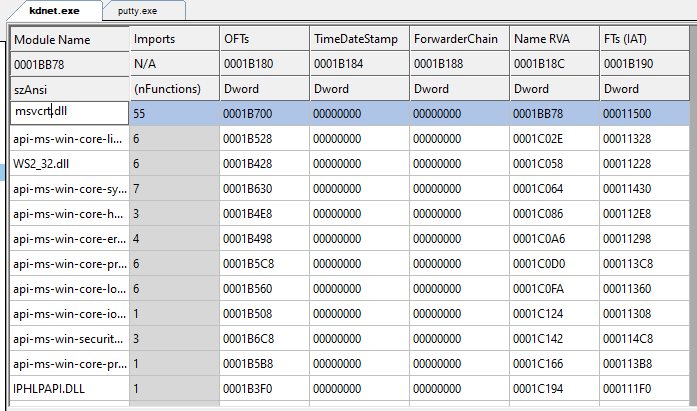 kdnet.exe putty.exe
Module Name Imports OFTs TimeDateStamp ForwarderChain Name RVA FTs (IAT)
0001BB78 N/A 0001B180 0001B184 0001B188 0001B18C 0001B190
szAnsi (nFunctions) Dword Dword Dword Dword Dword
msvcrt.dll 55 0001B700 00000000 00000000 0001BB78 00011500
api-ms-win-core-li... 6 0001B528 00000000 00000000 0001C02E 00011328
WS2_32.dll 6 0001B428 00000000 00000000 0001C058 00011228
api-ms-win-core-sy... 7 0001B630 00000000 00000000 0001C064 00011430
api-ms-win-core-h... 3 0001B4E8 00000000 00000000 0001C086 000112E8
api-ms-win-core-er... 4 0001B498 00000000 00000000 0001C0A6 00011298
api-ms-win-core-pr... 6 0001B5C8 00000000 00000000 0001C0D0 000113C8
api-ms-win-core-lo... 6 0001B560 00000000 00000000 0001C0FA 00011360
api-ms-win-core-io... 1 0001B508 00000000 00000000 0001C124 00011308
api-ms-win-securit... 3 0001B6C8 00000000 00000000 0001C142 000114C8
api-ms-win-core-pr... 1 0001B5B8 00000000 00000000 0001C166 000113B8
IPHLPAPI.DLL 1 0001B3F0 00000000 00000000 0001C194 000111F0